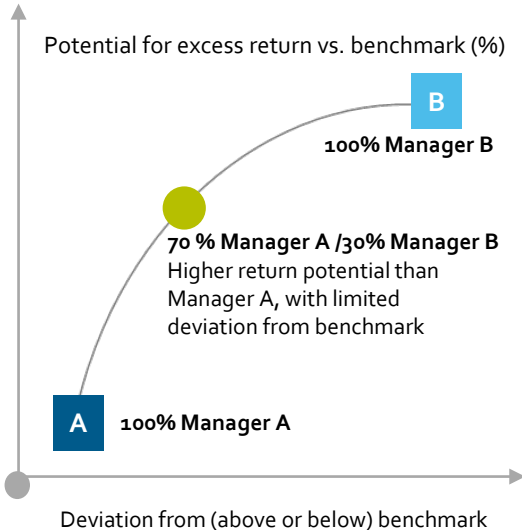 Potential for excess return vs. benchmark (%)
B
100% Manager B
70 % Manager A /30% Manager B
Higher return potential than
Manager A, with limited
deviation from benchmark
A
100% Manager A
Deviation from (above or below) benchmark